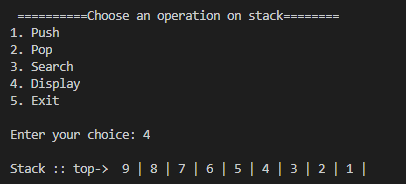 ==========Choose an operation on stack========
1. Push
2. Pop
3. Search
4. Display
5. Exit
Enter your choice: 4
Stack :: top->  9 | 8 | 7 | 6 | 5 | 4 | 3 | 2 | 1 |